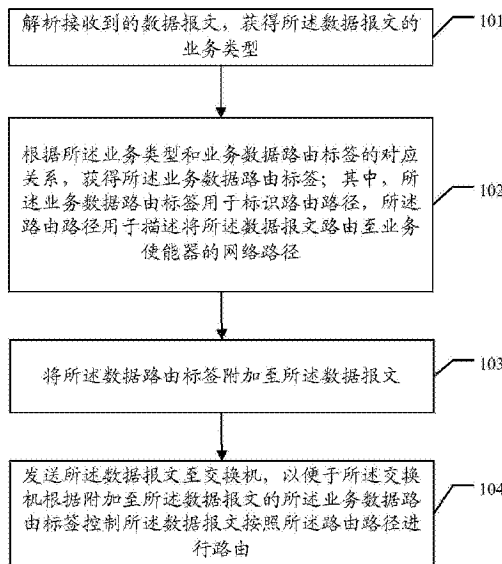 解析接收到的数据报文，获得所述数据报文的
业务类型
101
根据所述业务类型和业务数据路由标签的对应
关系，获得所述业务数据路由标签；其中，所
述业务数据路由标签用于标识路由路径，所述
路由路径用于描述将所述数据报文路由至业务
使能器的网络路径
102
将所述数据路由标签附加至所述数据报文
103
发送所述数据报文至交换机，以便于所述交换
机根据附加至所述数据报文的所述业务数据路
由标签控制所述数据报文按照所述路由路径进
行路由
104